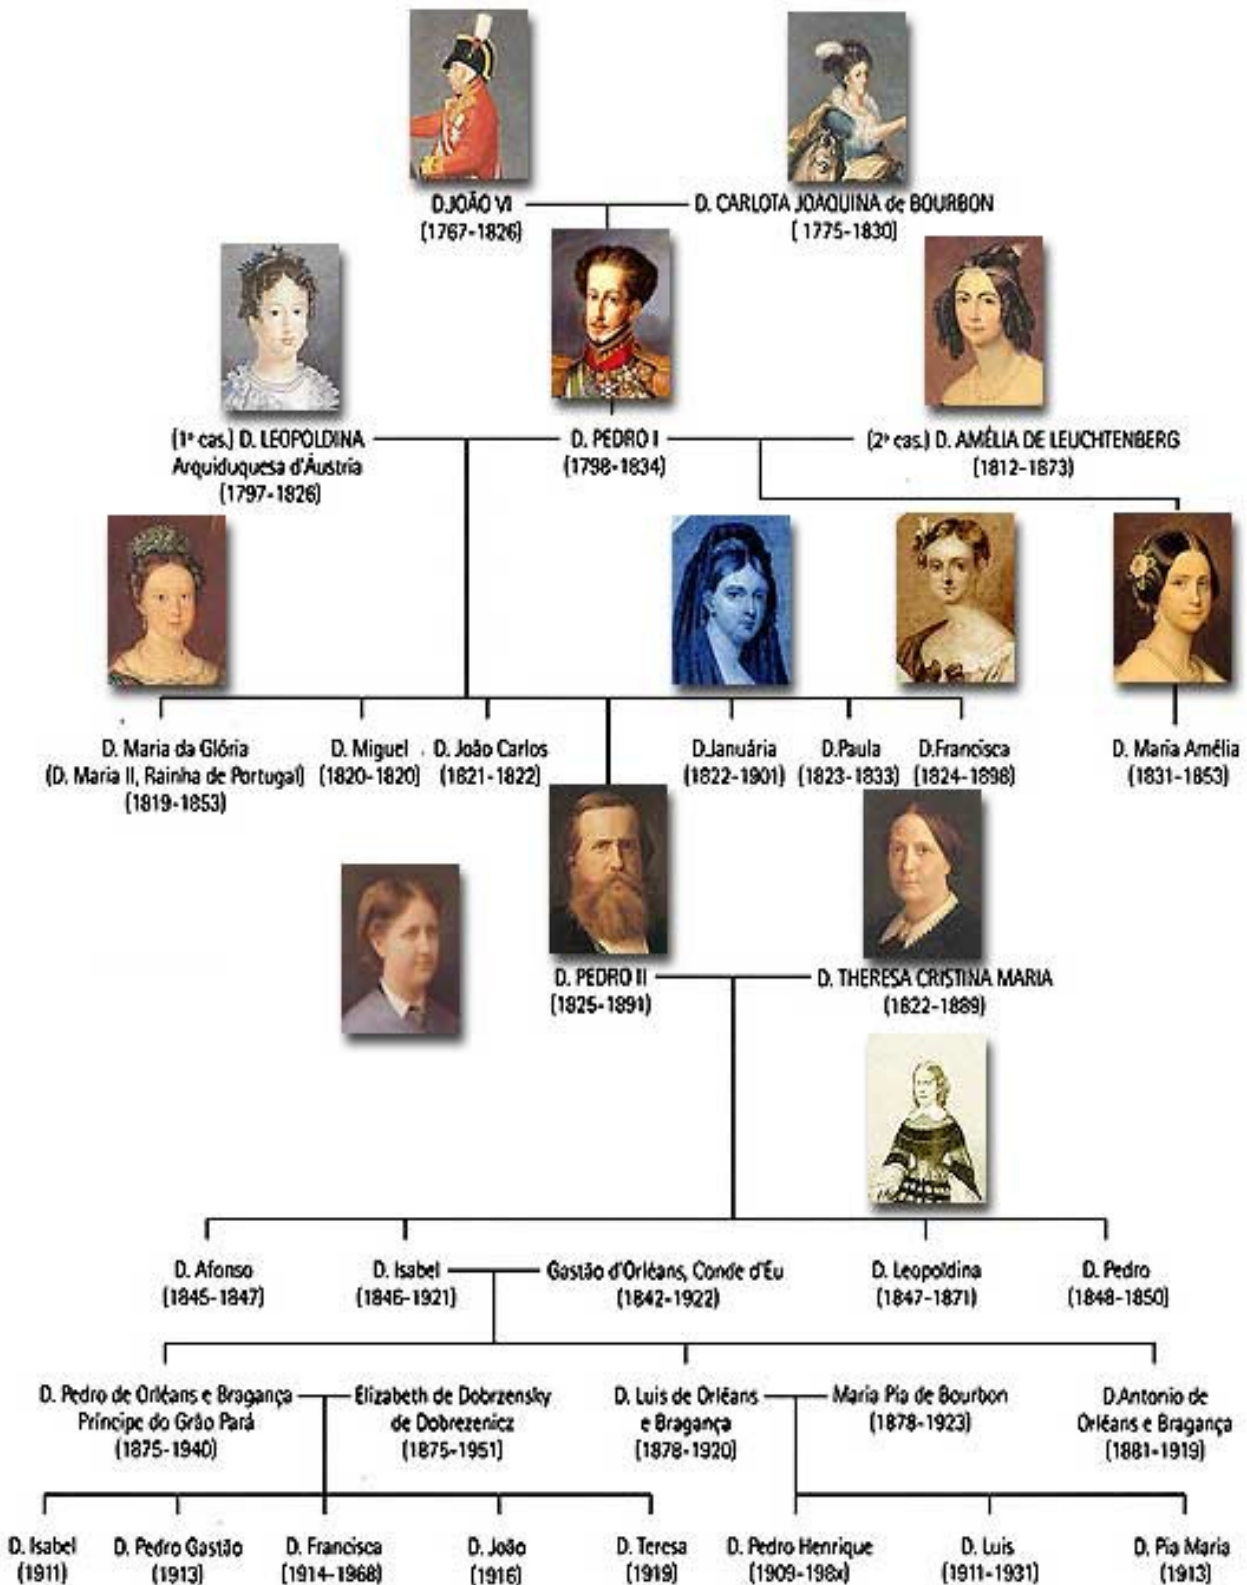 D.JOÃO VI
(1767-1826)
D. CARLOTA JOAQUINA de BOURBON
(1775-1830)
(1º cas.) D. LEOPOLDINA
Arquiduquesa d'Áustria
(1797-1826)
D. PEDRO I
(1798-1834)
(2º cas.) D. AMÉLIA DE LEUCHTENBERG
(1812-1873)
D. Maria da Glória
(D. Maria II, Rainha de Portugal)
(1819-1853)
D. Miguel
(1820-1820)
D. João Carlos
(1821-1822)
D.Januária
(1822-1901)
D.Paula
(1823-1833)
D.Francisca
(1824-1898)
D. Maria Amélia
(1831-1853)
D. PEDRO II
(1825-1891)
D. THERESA CRISTINA MARIA
(1822-1889)
D. Afonso
(1845-1847)
D. Isabel
(1846-1921)
Gastão d'Orléans, Conde d'Eu
(1842-1922)
D. Leopoldina
(1847-1871)
D. Pedro
(1848-1850)
D. Pedro de Orléans e Bragança
Príncipe do Grão Pará
(1875-1940)
Elizabeth de Dobrzensky
de Dobrezenicz
(1875-1951)
D. Luis de Orléans
e Bragança
(1878-1920)
Maria Pia de Bourbon
(1878-1923)
D.Antonio de
Orléans e Bragança
(1881-1919)
D. Isabel
(1911)
D. Pedro Gastão
(1913)
D. Francisca
(1914-1968)
D. João
(1916)
D. Teresa
(1919)
D. Pedro Henrique
(1909-198x)
D. Luis
(1911-1931)
D. Pia Maria
(1913)